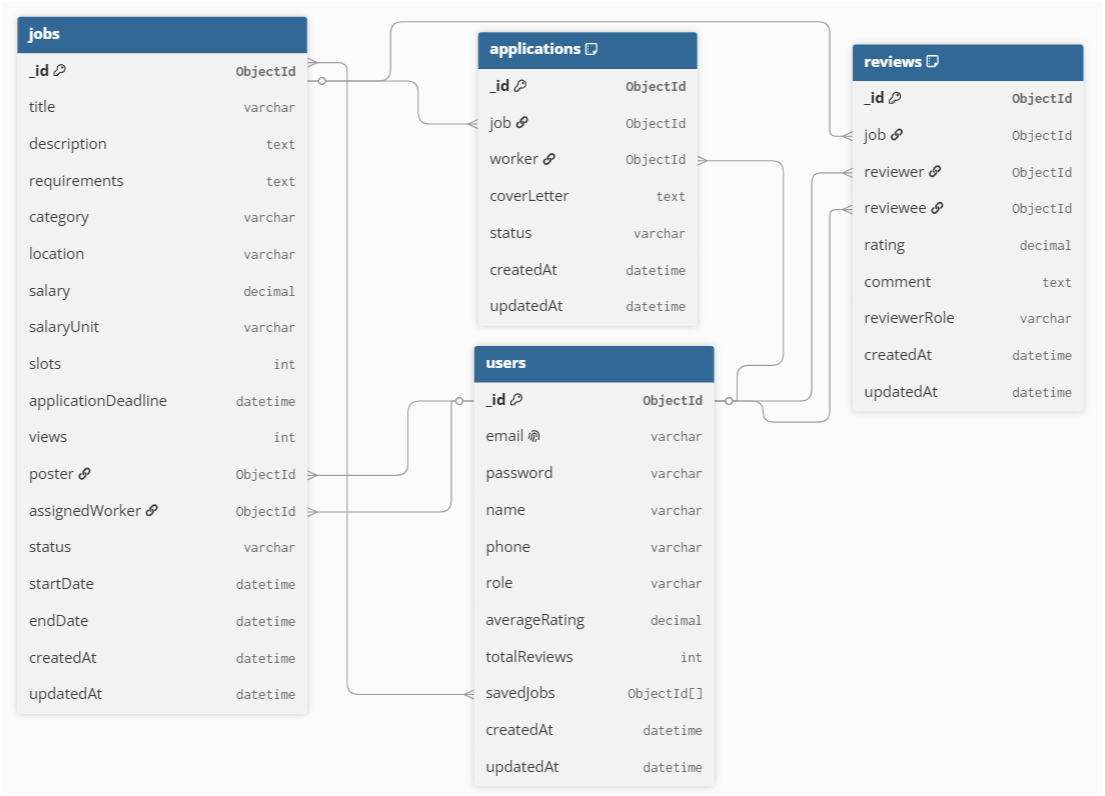 jobs
_id ObjectId
title varchar
description text
requirements text
category varchar
location varchar
salary decimal
salaryUnit varchar
slots int
applicationDeadline datetime
views int
poster ObjectId
assignedWorker ObjectId
status varchar
startDate datetime
endDate datetime
createdAt datetime
updatedAt datetime
applications
_id ObjectId
job ObjectId
worker ObjectId
coverLetter text
status varchar
createdAt datetime
updatedAt datetime
users
_id ObjectId
email varchar
password varchar
name varchar
phone varchar
role varchar
averageRating decimal
totalReviews int
savedJobs ObjectId[]
createdAt datetime
updatedAt datetime
reviews
_id ObjectId
job ObjectId
reviewer ObjectId
reviewee ObjectId
rating decimal
comment text
reviewerRole varchar
createdAt datetime
updatedAt datetime